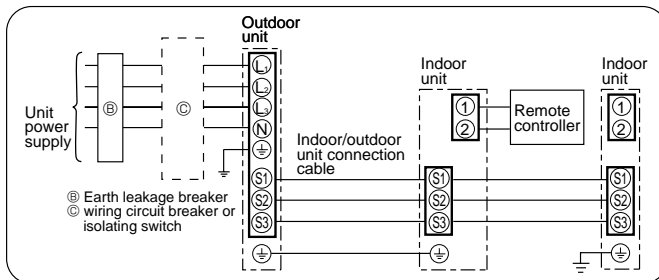 Outdoor
unit
Indoor
unit
Indoor
unit
Unit
power
supply
Ⓑ
Ⓒ
L1
L2
L3
N
S1
S2
S3
Indoor/outdoor
unit connection
cable
1
2
Remote
controller
S1
S2
S3
1
2
S1
S2
S3
Ⓑ Earth leakage breaker
Ⓒ wiring circuit breaker or
isolating switch